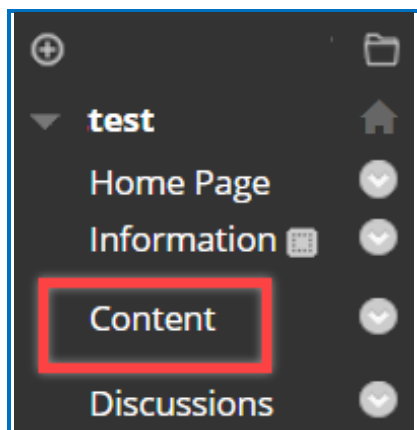 test
Home Page
Information
Content
Discussions